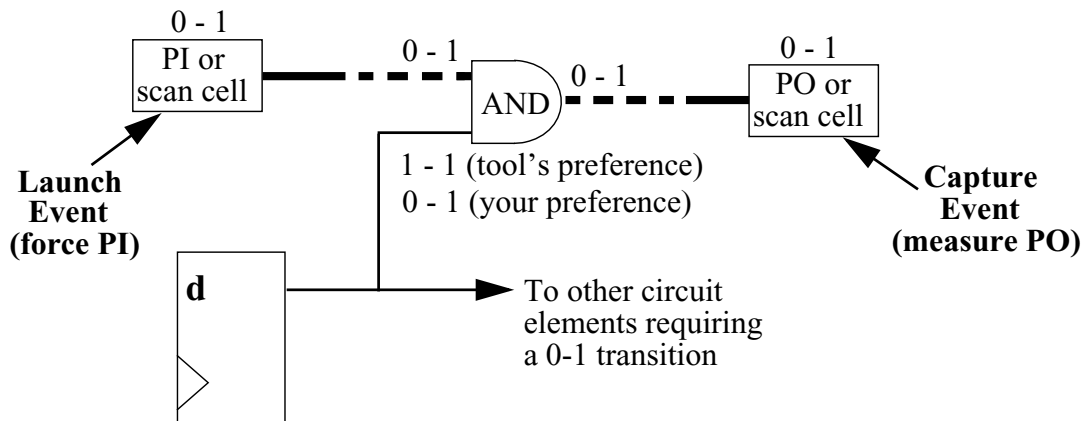 0 - 1
PI or
scan cell
0 - 1
AND
0 - 1
0 - 1
PO or
scan cell
1 - 1 (tool's preference)
0 - 1 (your preference)
Launch
Event
(force PI)
Capture
Event
(measure PO)
d
To other circuit
elements requiring
a 0-1 transition